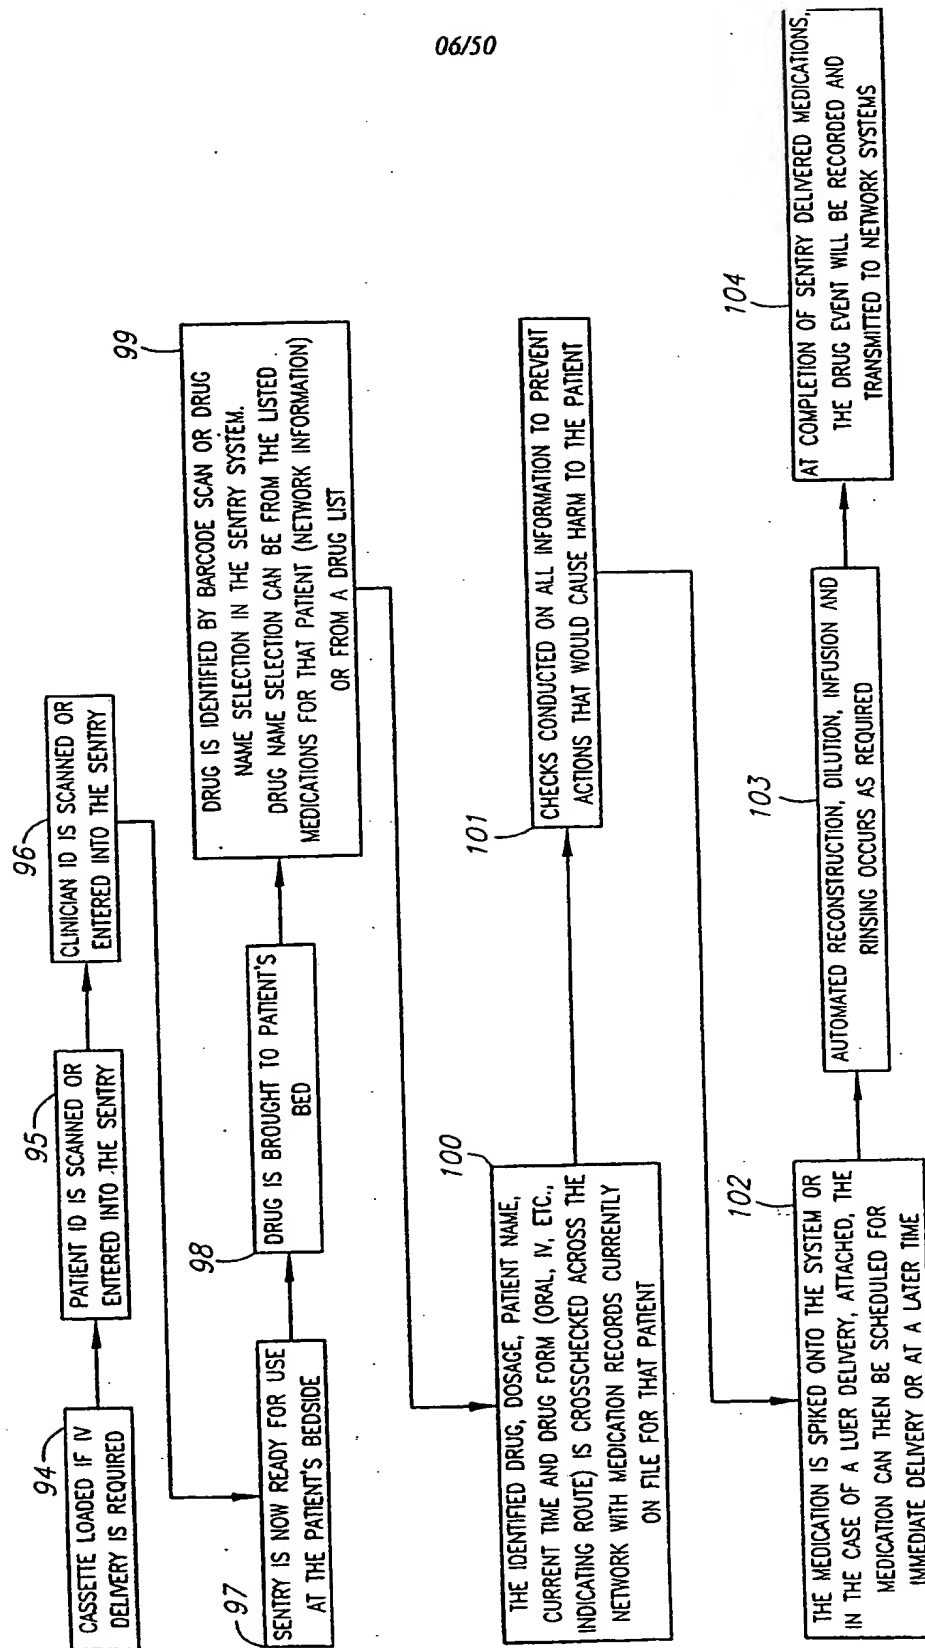 06/50
94
CASSETTE LOADED IF IV
DELIVERY IS REQUIRED
95
PATIENT ID IS SCANNED OR
ENTERED INTO THE SENTRY
96
CLINICIAN ID IS SCANNED OR
ENTERED INTO THE SENTRY
97
SENTRY IS NOW READY FOR USE
AT THE PATIENT'S BEDSIDE
98
DRUG IS BROUGHT TO PATIENT'S
BED
99
DRUG IS IDENTIFIED BY BARCODE SCAN OR DRUG
NAME SELECTION IN THE SENTRY SYSTEM.
DRUG NAME SELECTION CAN BE FROM THE LISTED
MEDICATIONS FOR THAT PATIENT (NETWORK INFORMATION)
OR FROM A DRUG LIST
100
THE IDENTIFIED DRUG, DOSAGE, PATIENT NAME,
CURRENT TIME AND DRUG FORM (ORAL, IV, ETC.,
INDICATING ROUTE) IS CROSSCHECKED ACROSS THE
NETWORK WITH MEDICATION RECORDS CURRENTLY
ON FILE FOR THAT PATIENT
101
CHECKS CONDUCTED ON ALL INFORMATION TO PREVENT
ACTIONS THAT WOULD CAUSE HARM TO THE PATIENT
102
THE MEDICATION IS SPIKED ONTO THE SYSTEM OR
IN THE CASE OF A LUER DELIVERY, ATTACHED, THE
MEDICATION CAN THEN BE SCHEDULED FOR
IMMEDIATE DELIVERY OR AT A LATER TIME
103
AUTOMATED RECONSTRUCTION, DILUTION, INFUSION AND
RINSING OCCURS AS REQUIRED
104
AT COMPLETION OF SENTRY DELIVERED MEDICATIONS,
THE DRUG EVENT WILL BE RECORDED AND
TRANSMITTED TO NETWORK SYSTEMS